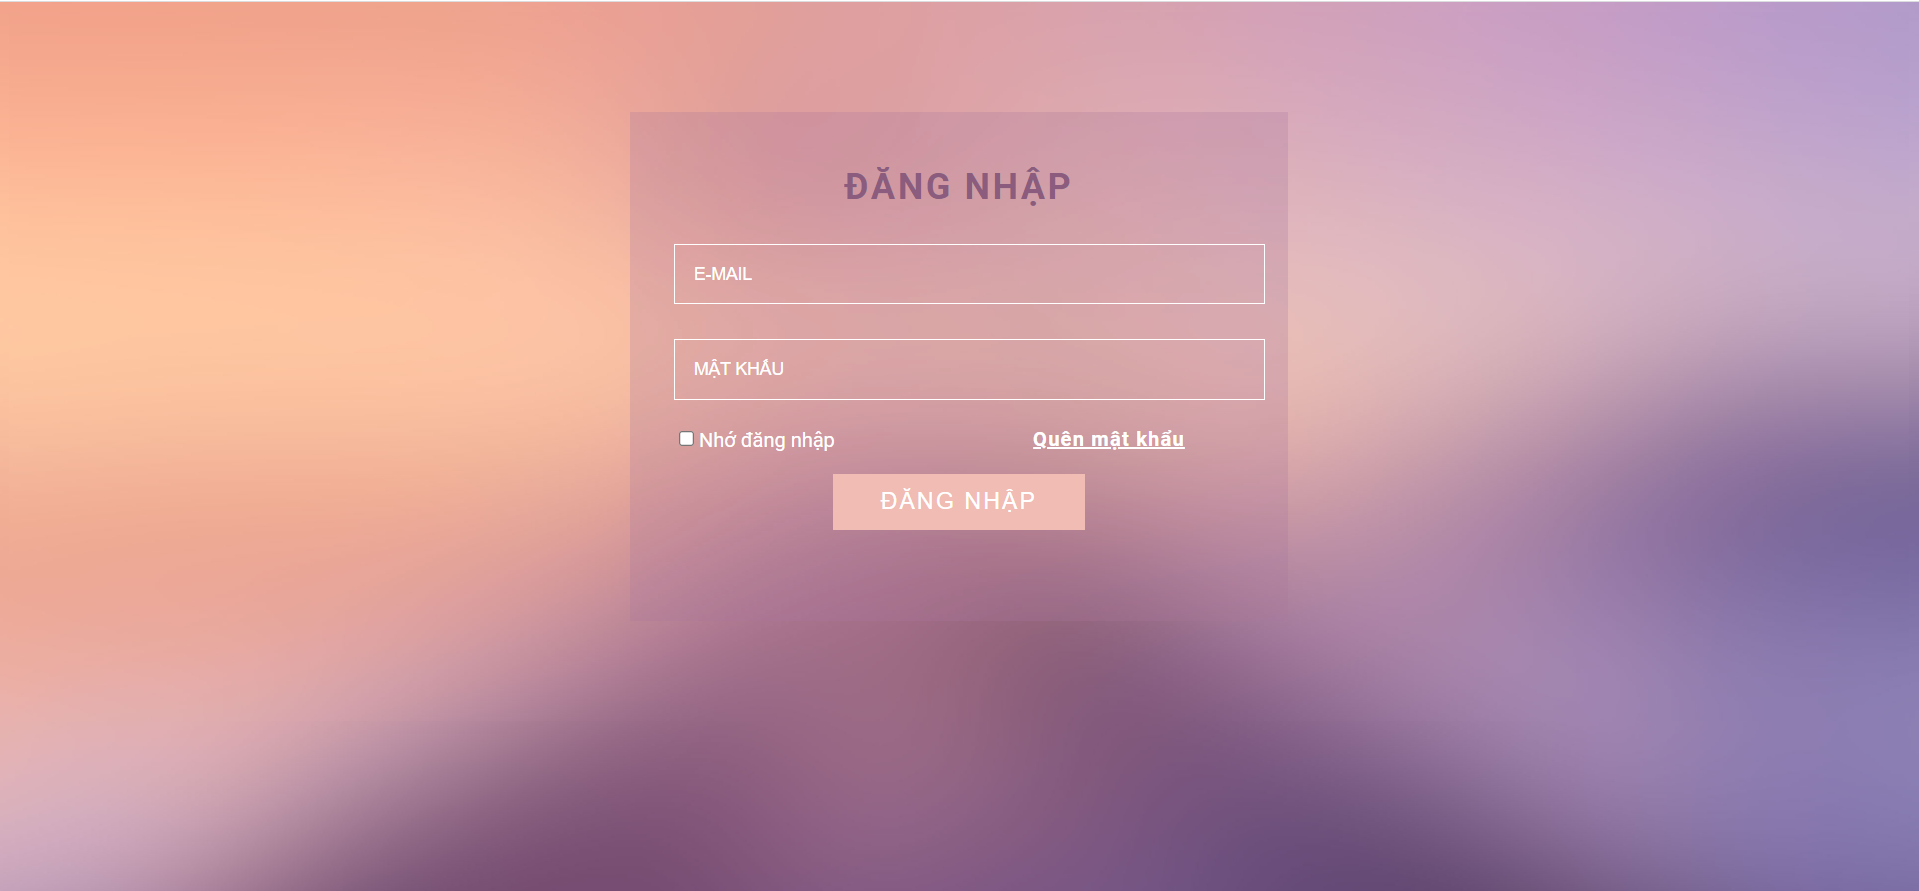 ĐĂNG NHẬP
E-MAIL
MẬT KHẨU
Nhớ đăng nhập Quên mật khẩu
ĐĂNG NHẬP